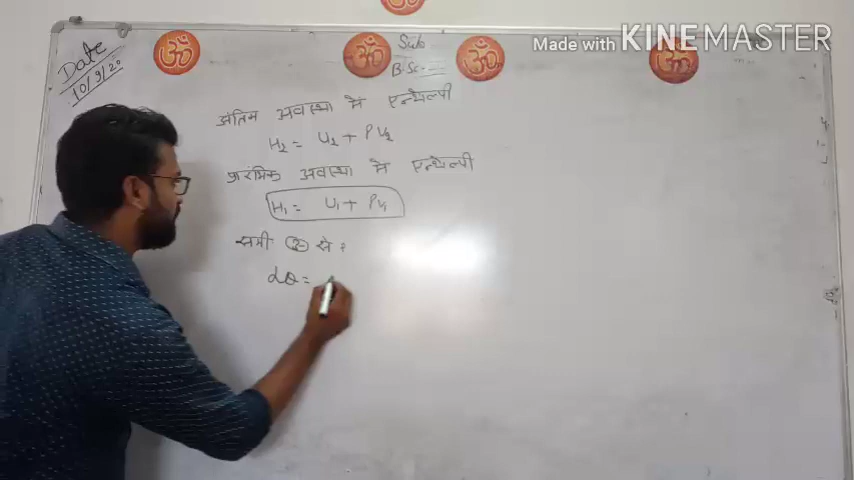 Made with KINEMASTER
Date
10/9/20
Sub
B.Sc.
अंतिम अवस्था में एन्थैल्पी
H₂ = U₂ + PV₂
प्रारंभिक अवस्था में एन्थैल्पी
H₁ = U₁ + PV₁
समी ② से,
dQ =